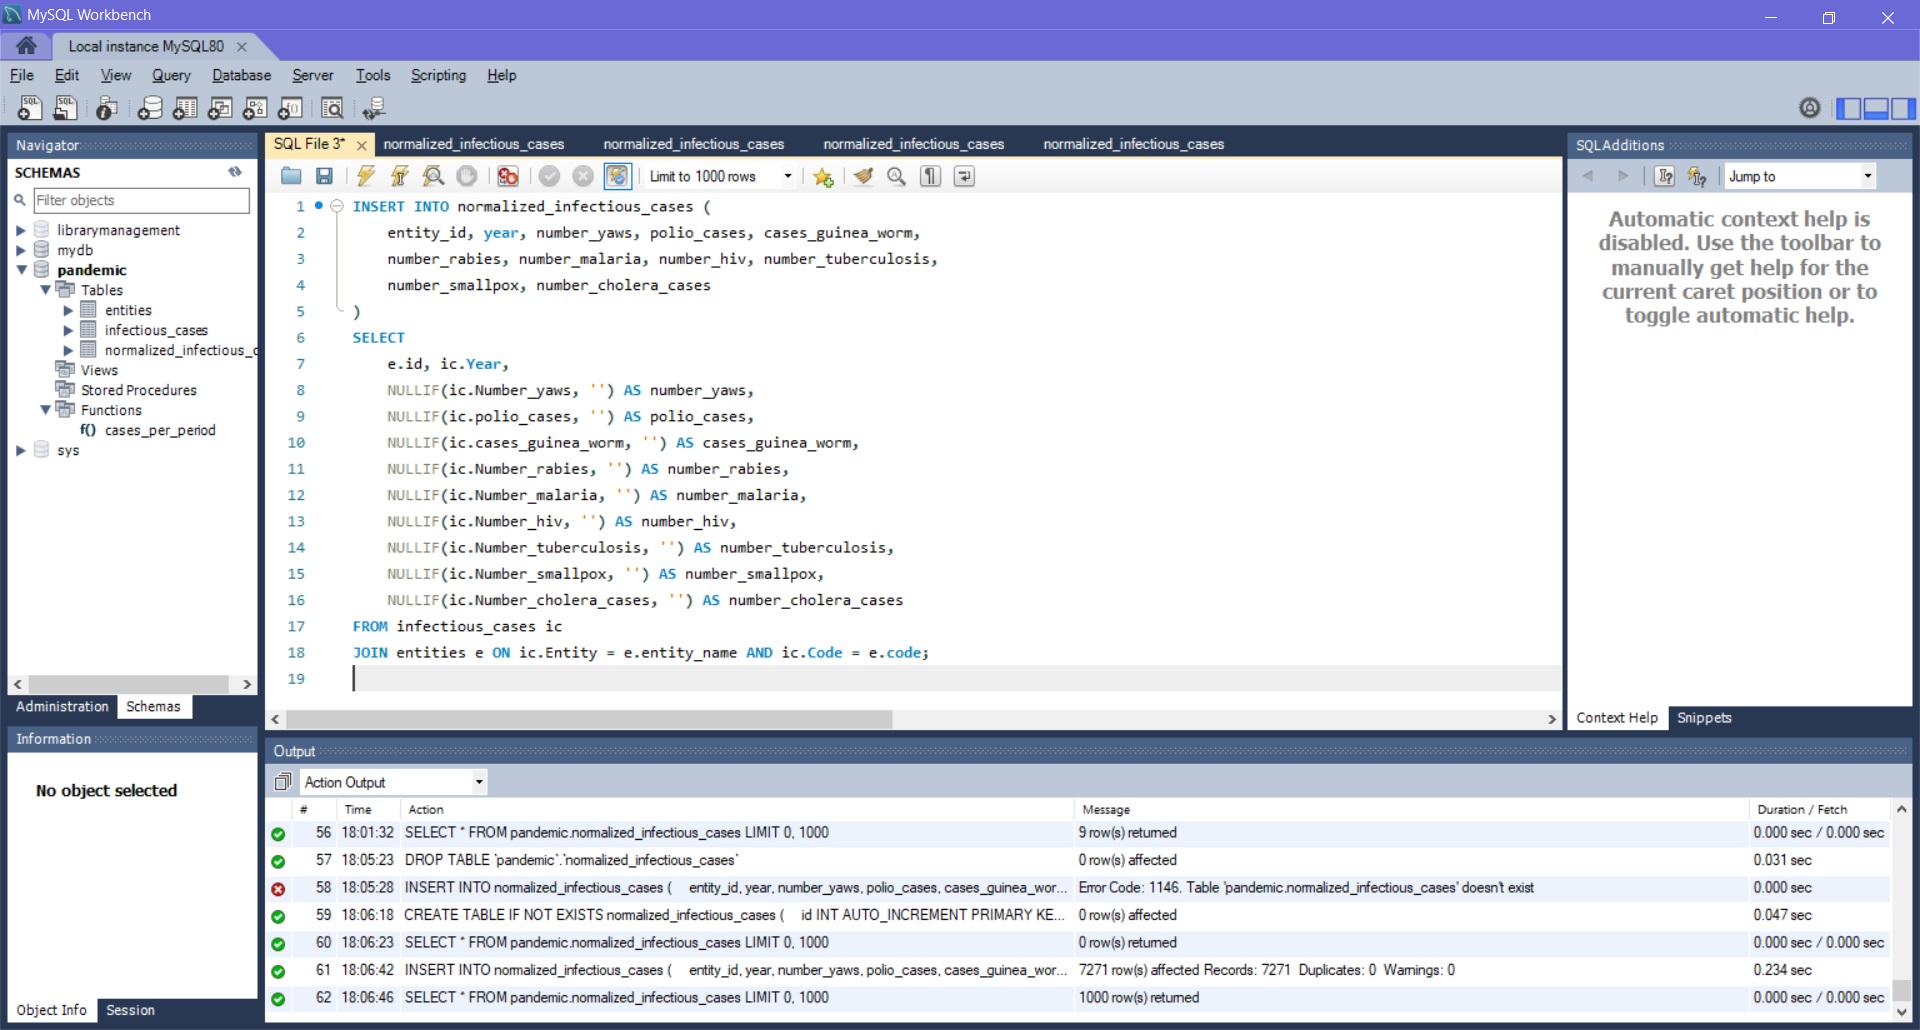 MySQL Workbench
Local instance MySQL80
File Edit View Query Database Server Tools Scripting Help
Navigator
SCHEMAS
Filter objects
librarymanagement
mydb
pandemic
Tables
entities
infectious_cases
normalized_infectious_c
Views
Stored Procedures
Functions
f() cases_per_period
sys
Administration Schemas
Information
No object selected
Object Info Session
SQL File 3* normalized_infectious_cases normalized_infectious_cases normalized_infectious_cases normalized_infectious_cases
Limit to 1000 rows
1 INSERT INTO normalized_infectious_cases (
2 entity_id, year, number_yaws, polio_cases, cases_guinea_worm,
3 number_rabies, number_malaria, number_hiv, number_tuberculosis,
4 number_smallpox, number_cholera_cases
5 )
6 SELECT
7 e.id, ic.Year,
8 NULLIF(ic.Number_yaws, '') AS number_yaws,
9 NULLIF(ic.polio_cases, '') AS polio_cases,
10 NULLIF(ic.cases_guinea_worm, '') AS cases_guinea_worm,
11 NULLIF(ic.Number_rabies, '') AS number_rabies,
12 NULLIF(ic.Number_malaria, '') AS number_malaria,
13 NULLIF(ic.Number_hiv, '') AS number_hiv,
14 NULLIF(ic.Number_tuberculosis, '') AS number_tuberculosis,
15 NULLIF(ic.Number_smallpox, '') AS number_smallpox,
16 NULLIF(ic.Number_cholera_cases, '') AS number_cholera_cases
17 FROM infectious_cases ic
18 JOIN entities e ON ic.Entity = e.entity_name AND ic.Code = e.code;
19
SQLAdditions
Jump to
Automatic context help is
disabled. Use the toolbar to
manually get help for the
current caret position or to
toggle automatic help.
Context Help Snippets
Output
Action Output
# Time Action Message Duration / Fetch
56 18:01:32 SELECT * FROM pandemic.normalized_infectious_cases LIMIT 0, 1000 9 row(s) returned 0.000 sec / 0.000 sec
57 18:05:23 DROP TABLE `pandemic`.`normalized_infectious_cases` 0 row(s) affected 0.031 sec
58 18:05:28 INSERT INTO normalized_infectious_cases ( entity_id, year, number_yaws, polio_cases, cases_guinea_wor... Error Code: 1146. Table 'pandemic.normalized_infectious_cases' doesn't exist 0.000 sec
59 18:06:18 CREATE TABLE IF NOT EXISTS normalized_infectious_cases ( id INT AUTO_INCREMENT PRIMARY KE... 0 row(s) affected 0.047 sec
60 18:06:23 SELECT * FROM pandemic.normalized_infectious_cases LIMIT 0, 1000 0 row(s) returned 0.000 sec / 0.000 sec
61 18:06:42 INSERT INTO normalized_infectious_cases ( entity_id, year, number_yaws, polio_cases, cases_guinea_wor... 7271 row(s) affected Records: 7271 Duplicates: 0 Warnings: 0 0.234 sec
62 18:06:46 SELECT * FROM pandemic.normalized_infectious_cases LIMIT 0, 1000 1000 row(s) returned 0.000 sec / 0.000 sec